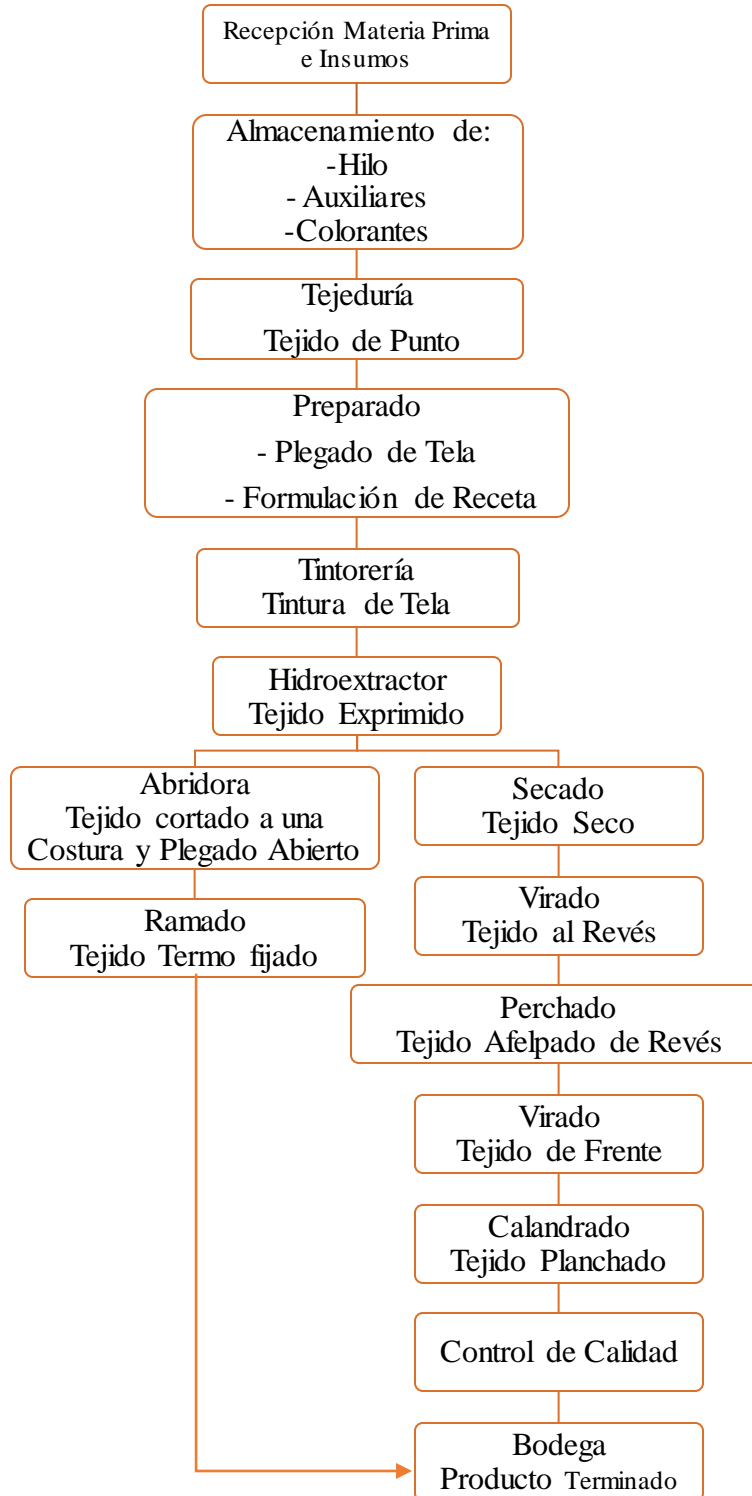 Recepción Materia Prima
e Insumos
Almacenamiento de:
-Hilo
- Auxiliares
-Colorantes
Tejeduría
Tejido de Punto
Preparado
- Plegado de Tela
- Formulación de Receta
Tintorería
Tintura de Tela
Hidroextractor
Tejido Exprimido
Abridora
Tejido cortado a una
Costura y Plegado Abierto
Ramado
Tejido Termo fijado
Secado
Tejido Seco
Virado
Tejido al Revés
Perchado
Tejido Afelpado de Revés
Virado
Tejido de Frente
Calandrado
Tejido Planchado
Control de Calidad
Bodega
Producto Terminado